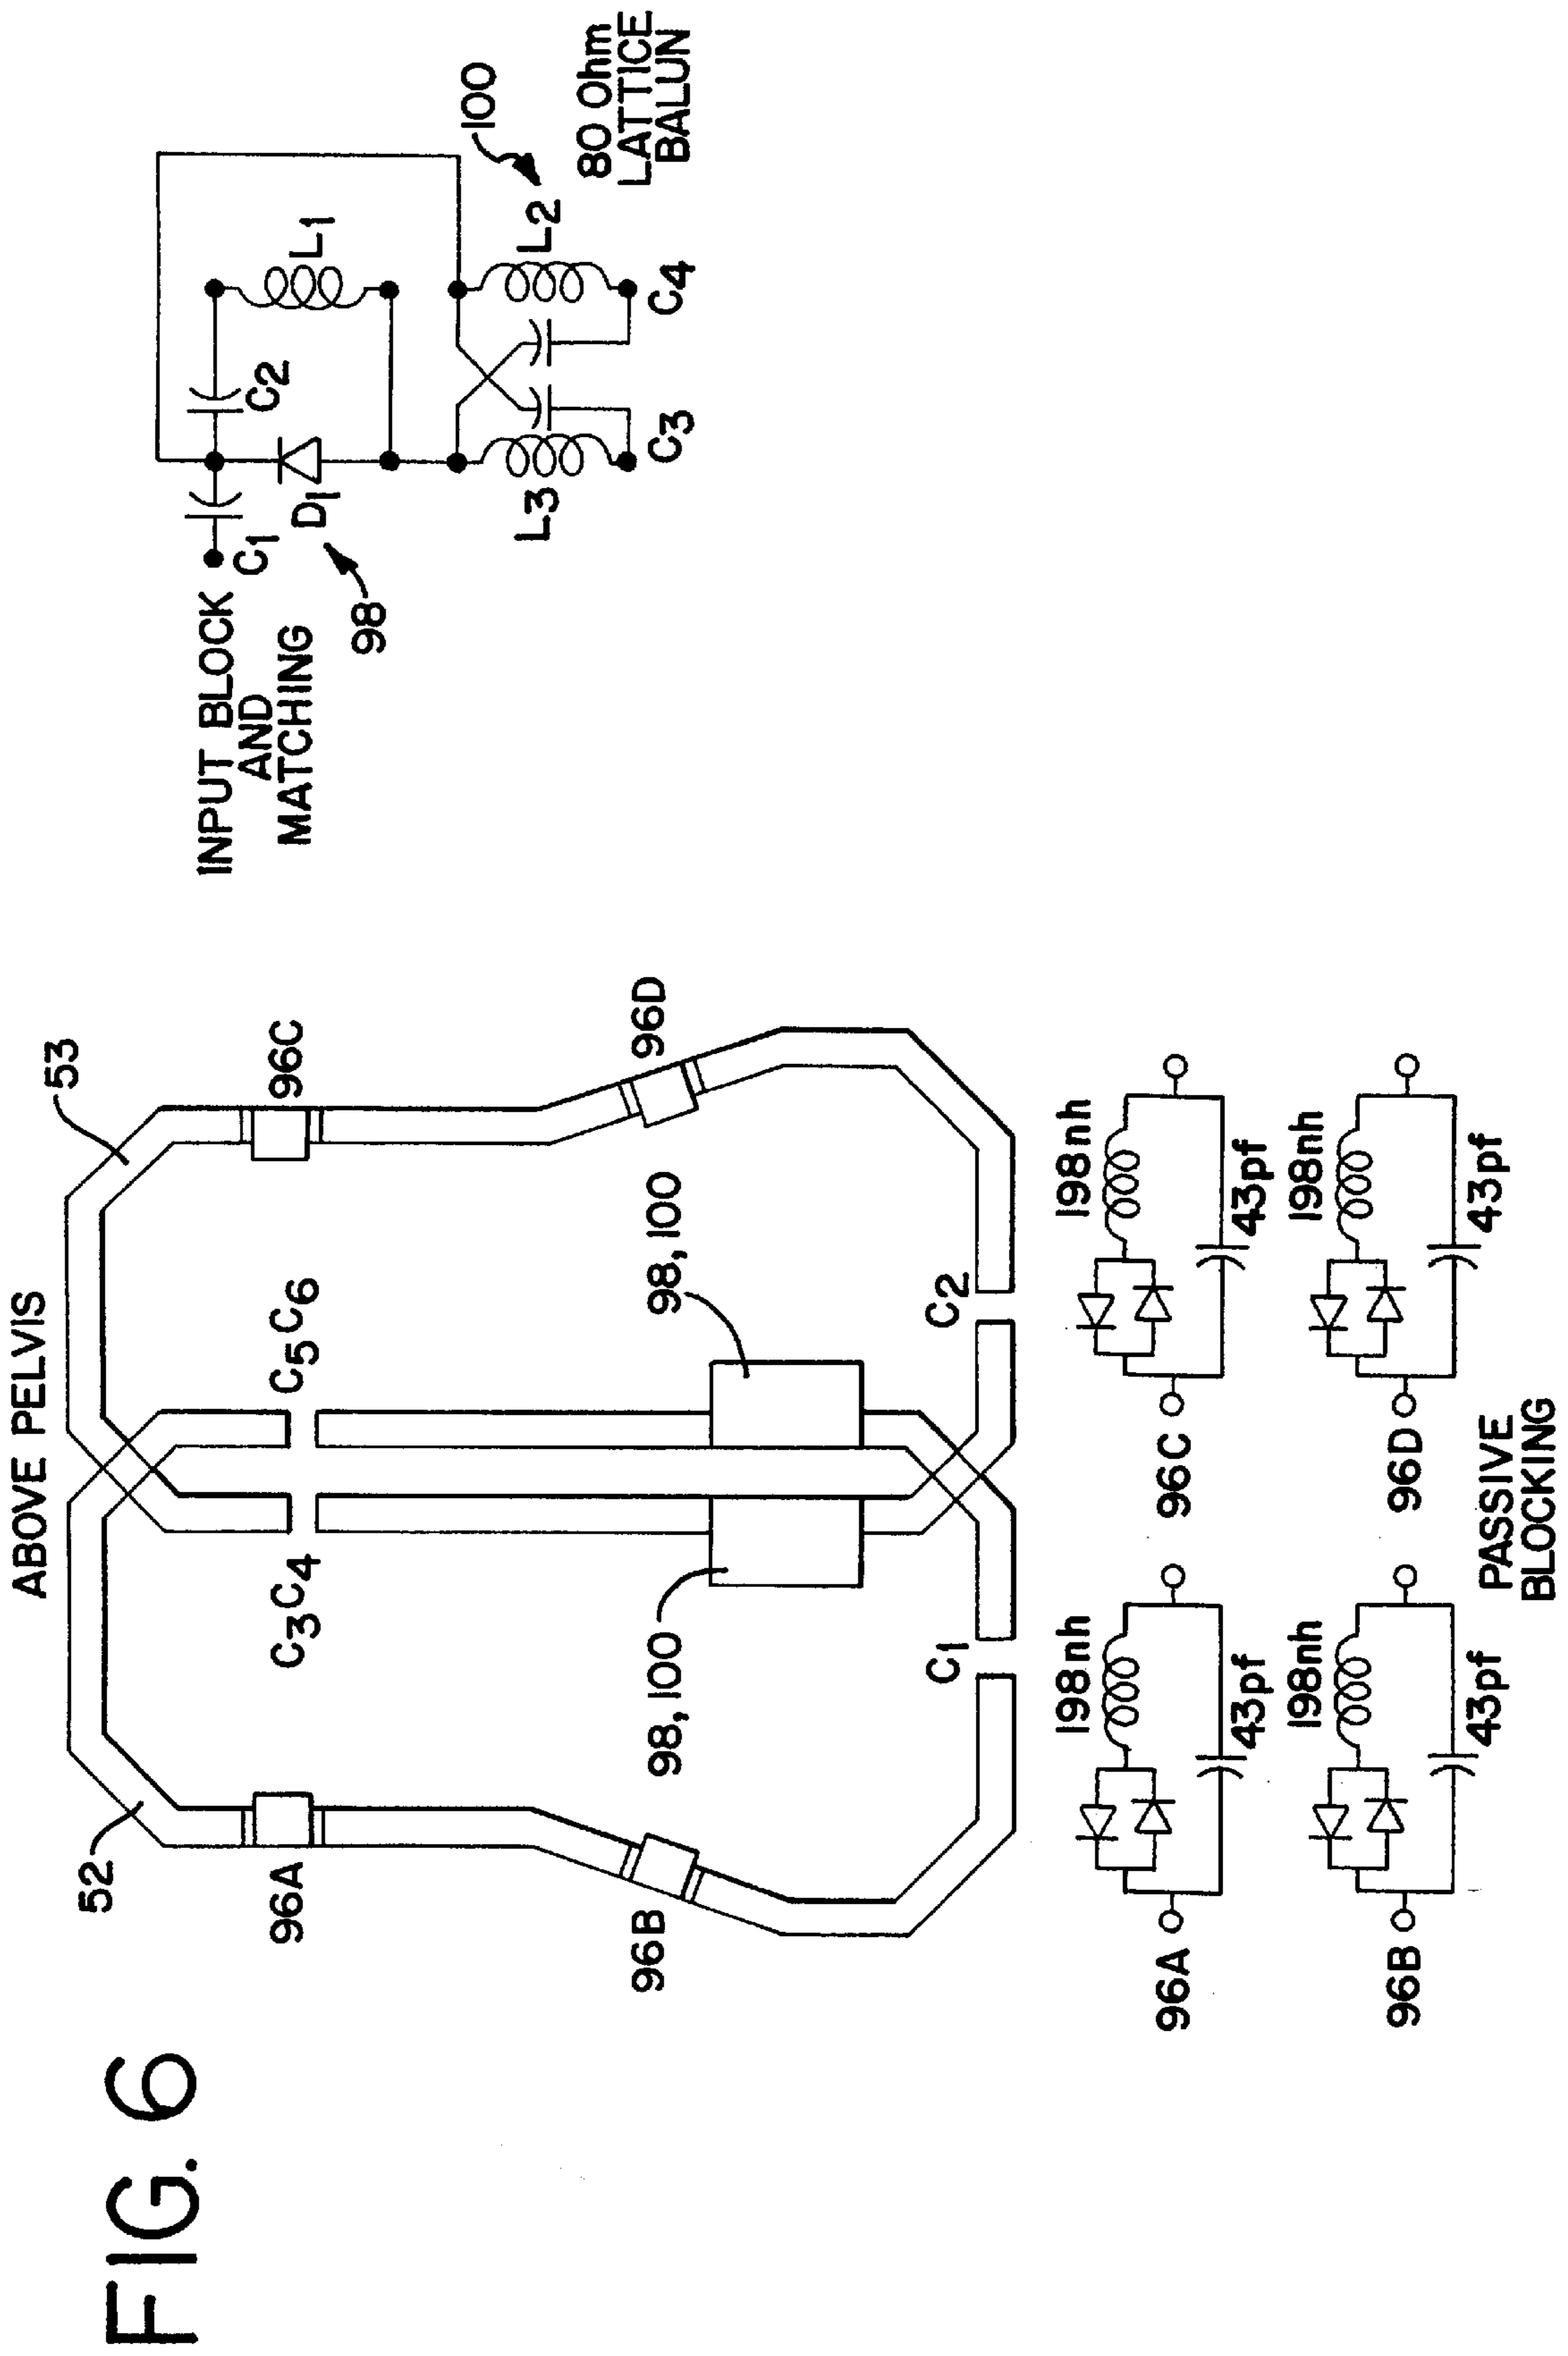 FIG. 6
ABOVE PELVIS
52
53
96A
96C
C3C4
C5C6
96B
96D
98, 100
98, 100
C1
C2
96A
198nh
43pf
96C
198nh
43pf
96B
198nh
43pf
96D
198nh
43pf
PASSIVE
BLOCKING
INPUT BLOCK
AND
MATCHING
C1
C2
L1
D1
98
100
L3
L2
C3
C4
80 Ohm
LATTICE
BALUN